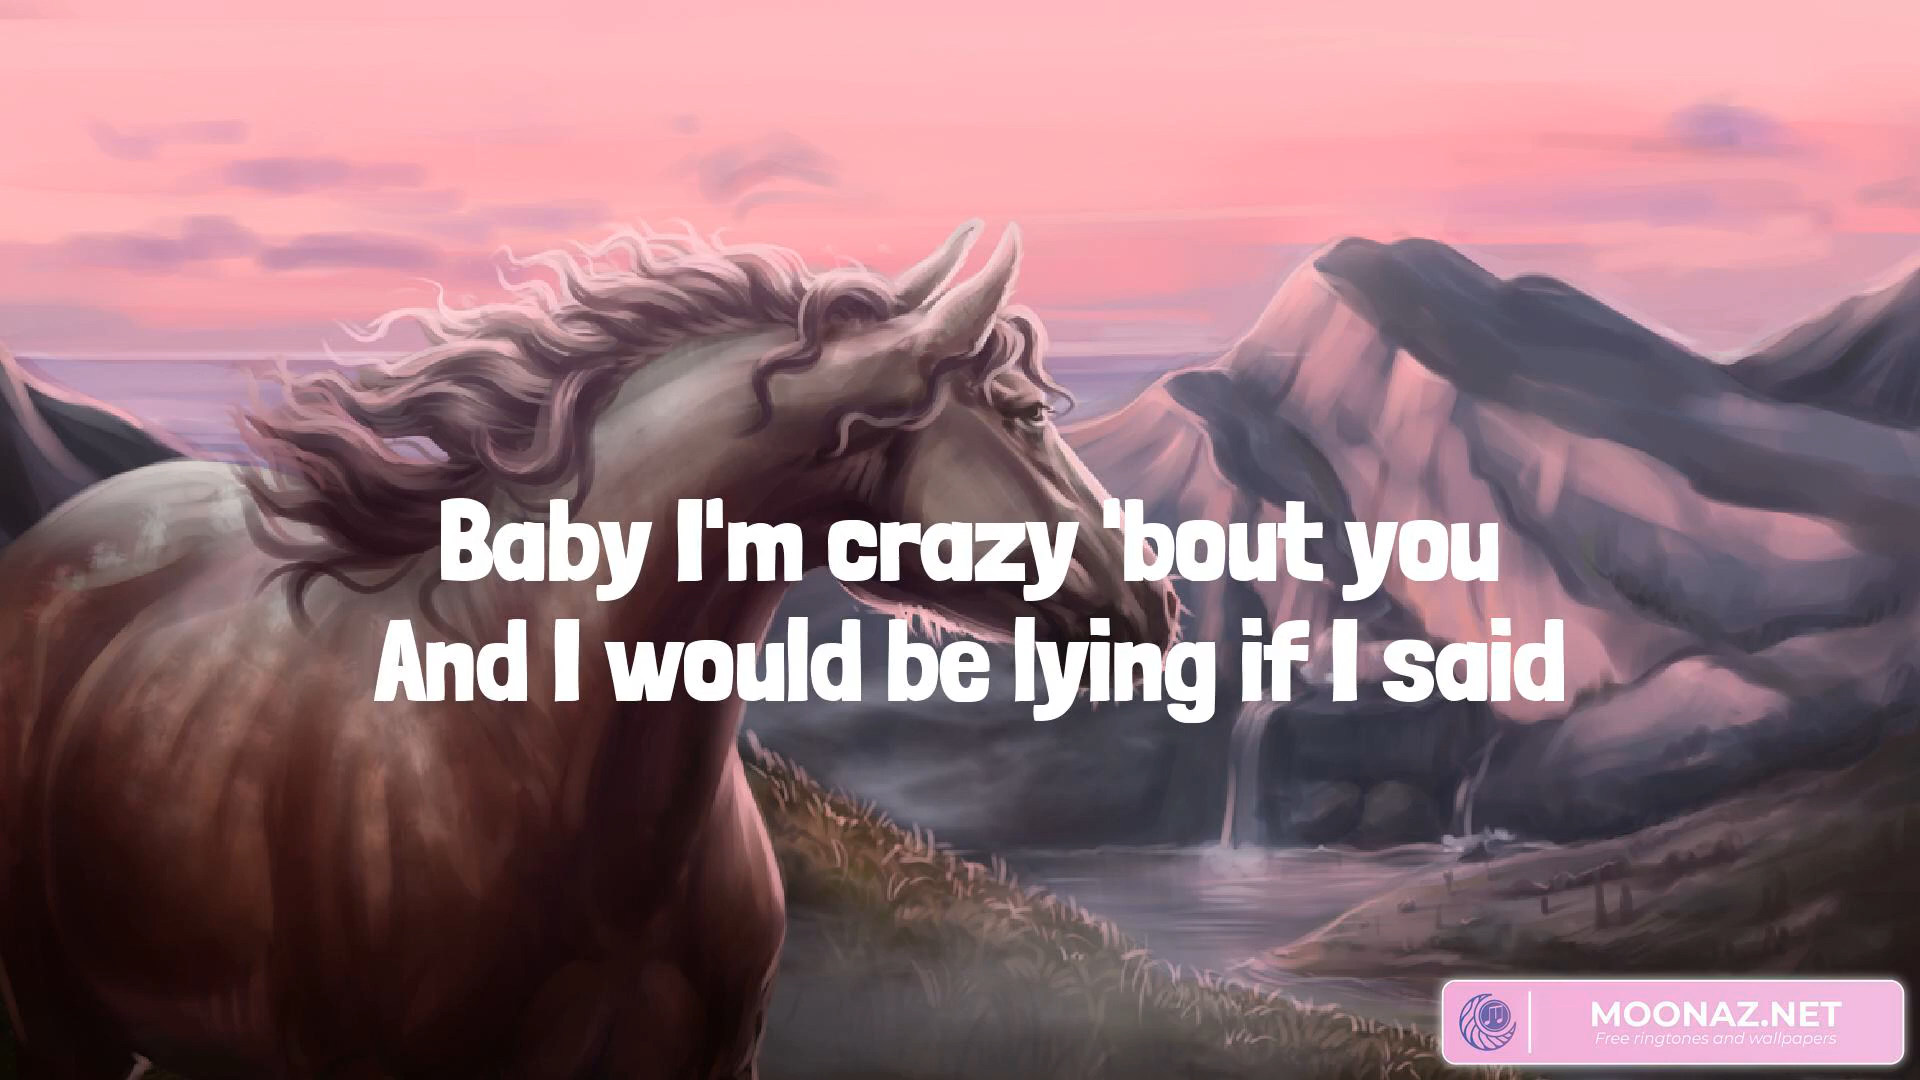 Baby I'm crazy 'bout you
And I would be lying if I said
MOONAZ.NET
Free ringtones and wallpapers